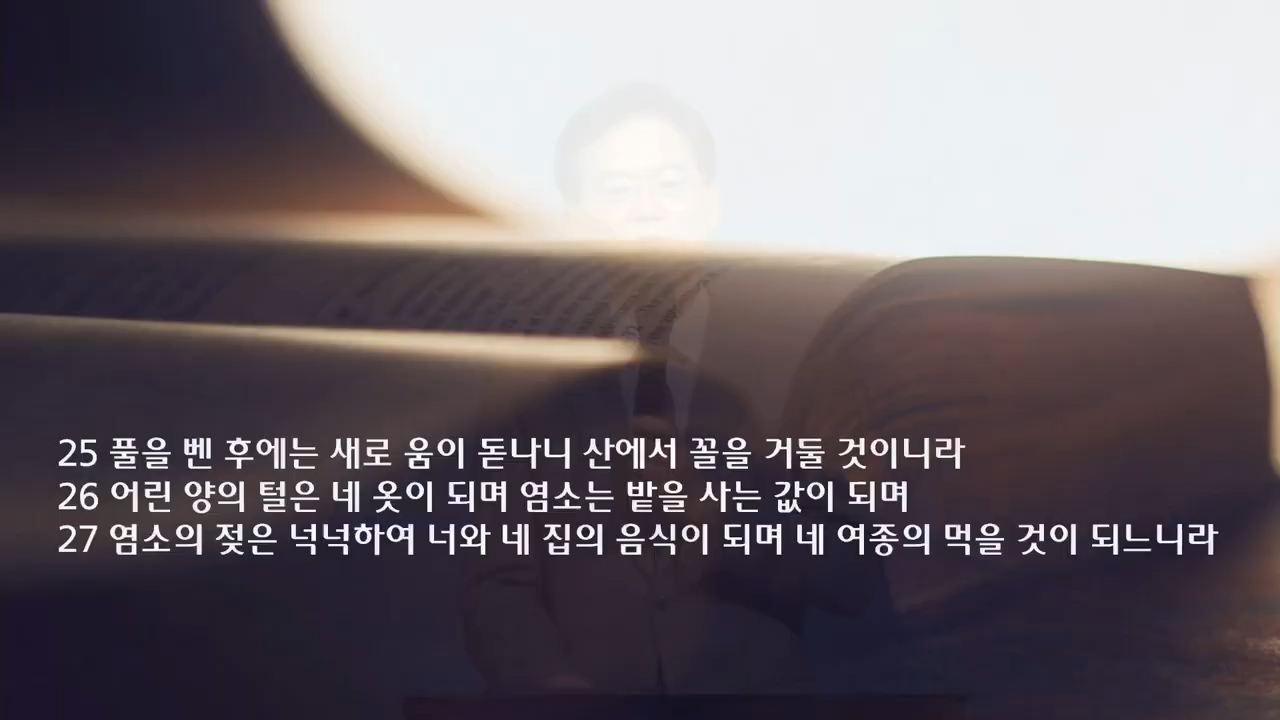 25 풀을 벤 후에는 새로 움이 돋나니 산에서 꼴을 거둘 것이니라
26 어린 양의 털은 네 옷이 되며 염소는 밭을 사는 값이 되며
27 염소의 젖은 넉넉하여 너와 네 집의 음식이 되며 네 여종의 먹을 것이 되느니라